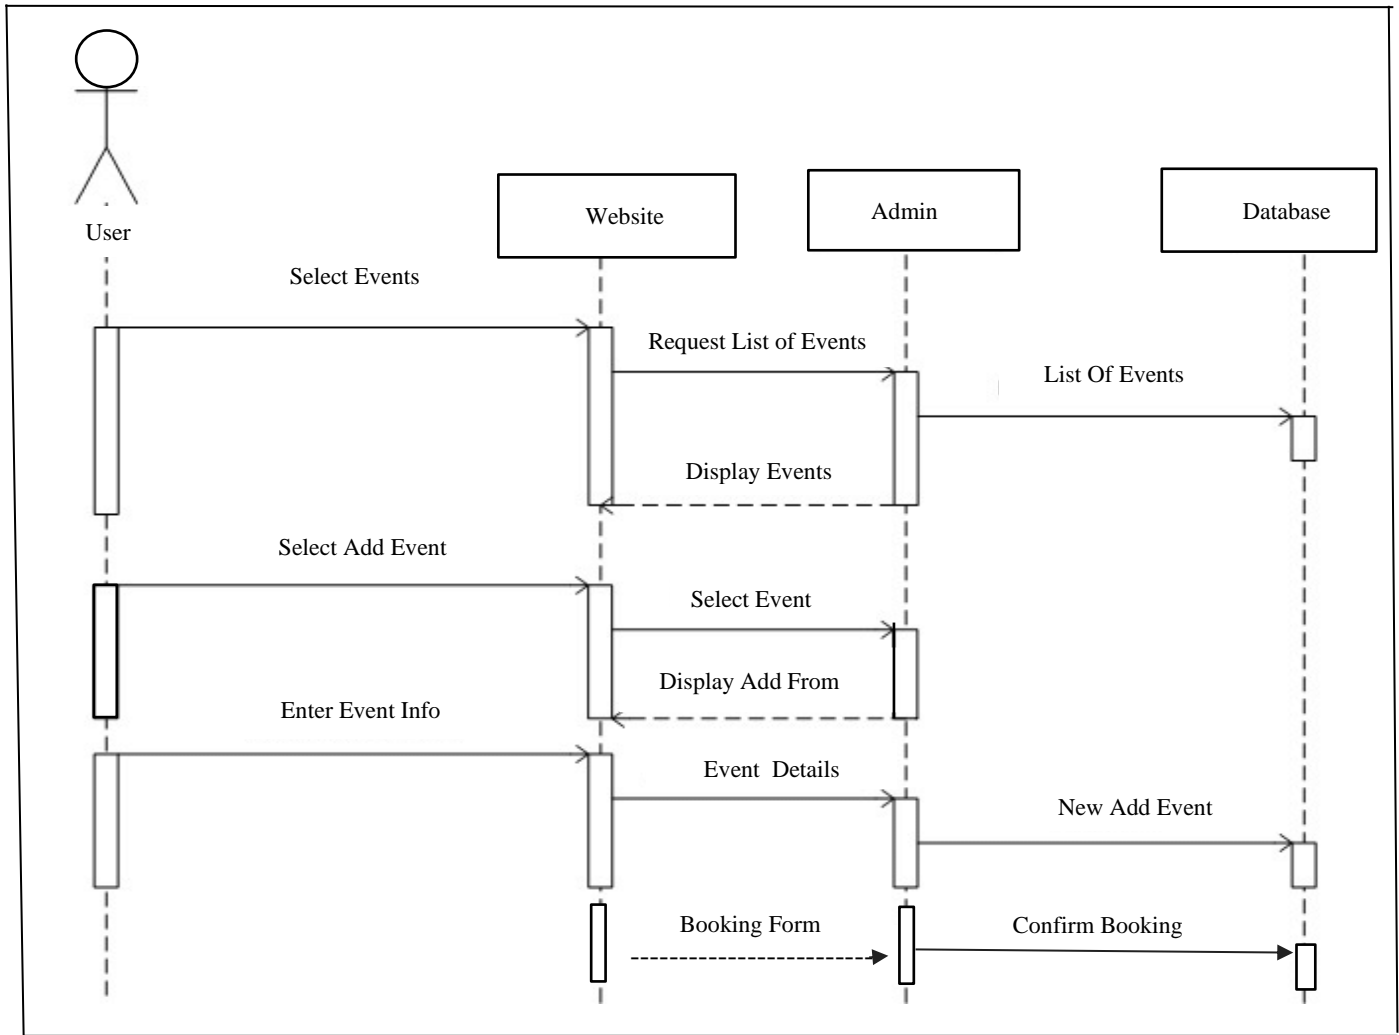 User
Website
Admin
Database
Select Events
Request List of Events
List Of Events
Display Events
Select Add Event
Select Event
Display Add From
Enter Event Info
Event  Details
New Add Event
Booking Form
Confirm Booking